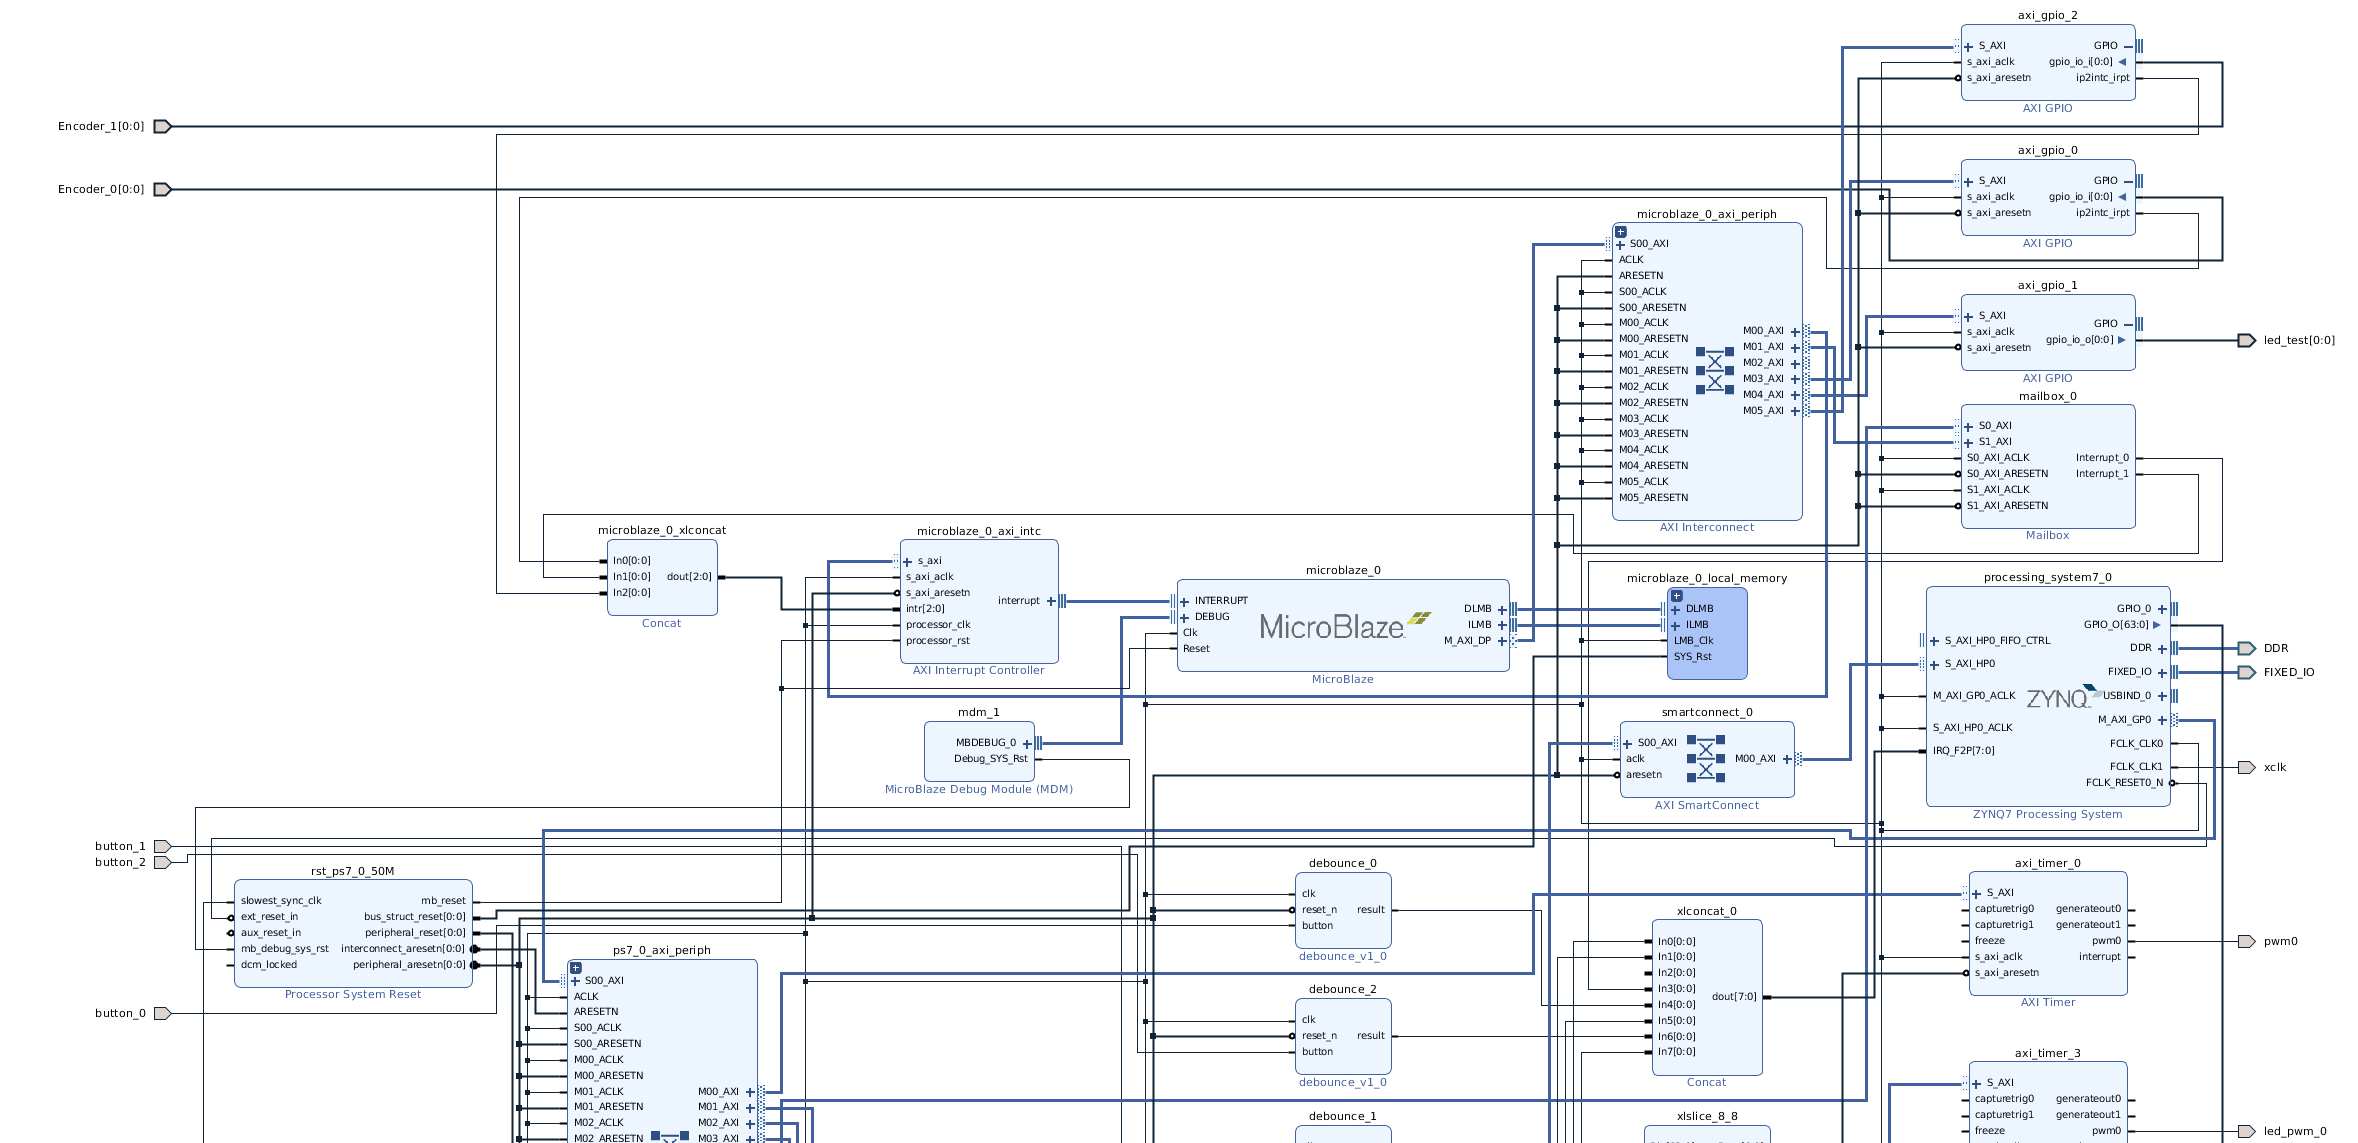 axi_gpio_2
S_AXI
s_axi_aclk
s_axi_aresetn
GPIO
gpio_io_i[0:0]
ip2intc_irpt
AXI GPIO
Encoder_1[0:0]
axi_gpio_0
S_AXI
s_axi_aclk
s_axi_aresetn
GPIO
gpio_io_i[0:0]
ip2intc_irpt
AXI GPIO
Encoder_0[0:0]
microblaze_0_axi_periph
S00_AXI
ACLK
ARESETN
S00_ACLK
S00_ARESETN
M00_ACLK
M00_ARESETN
M01_ACLK
M01_ARESETN
M02_ACLK
M02_ARESETN
M03_ACLK
M03_ARESETN
M04_ACLK
M04_ARESETN
M05_ACLK
M05_ARESETN
M00_AXI
M01_AXI
M02_AXI
M03_AXI
M04_AXI
M05_AXI
AXI Interconnect
axi_gpio_1
S_AXI
s_axi_aclk
s_axi_aresetn
GPIO
gpio_io_o[0:0]
AXI GPIO
led_test[0:0]
mailbox_0
S0_AXI
S1_AXI
S0_AXI_ACLK
S0_AXI_ARESETN
S1_AXI_ACLK
S1_AXI_ARESETN
Interrupt_0
Interrupt_1
Mailbox
microblaze_0_xlconcat
In0[0:0]
In1[0:0]
In2[0:0]
dout[2:0]
Concat
microblaze_0_axi_intc
s_axi
s_axi_aclk
s_axi_aresetn
intr[2:0]
processor_clk
processor_rst
interrupt
AXI Interrupt Controller
microblaze_0
INTERRUPT
DEBUG
Clk
Reset
MicroBlaze
DLMB
ILMB
M_AXI_DP
MicroBlaze
microblaze_0_local_memory
DLMB
ILMB
LMB_Clk
SYS_Rst
processing_system7_0
S_AXI_HP0_FIFO_CTRL
S_AXI_HP0
M_AXI_GP0_ACLK
S_AXI_HP0_ACLK
IRQ_F2P[7:0]
ZYNQ
GPIO_0
GPIO_O[63:0]
DDR
FIXED_IO
USBIND_0
M_AXI_GP0
FCLK_CLK0
FCLK_CLK1
FCLK_RESET0_N
ZYNQ7 Processing System
DDR
FIXED_IO
xclk
mdm_1
MBDEBUG_0
Debug_SYS_Rst
MicroBlaze Debug Module (MDM)
smartconnect_0
S00_AXI
aclk
aresetn
M00_AXI
AXI SmartConnect
button_1
button_2
rst_ps7_0_50M
slowest_sync_clk
ext_reset_in
aux_reset_in
mb_debug_sys_rst
dcm_locked
mb_reset
bus_struct_reset[0:0]
peripheral_reset[0:0]
interconnect_aresetn[0:0]
peripheral_aresetn[0:0]
Processor System Reset
button_0
ps7_0_axi_periph
S00_AXI
ACLK
ARESETN
S00_ACLK
S00_ARESETN
M00_ACLK
M00_ARESETN
M01_ACLK
M01_ARESETN
M02_ACLK
M02_ARESETN
M00_AXI
M01_AXI
M02_AXI
M03_AXI
debounce_0
clk
reset_n
button
result
debounce_v1_0
debounce_2
clk
reset_n
button
result
debounce_v1_0
debounce_1
xlconcat_0
In0[0:0]
In1[0:0]
In2[0:0]
In3[0:0]
In4[0:0]
In5[0:0]
In6[0:0]
In7[0:0]
dout[7:0]
Concat
xlslice_8_8
axi_timer_0
S_AXI
capturetrig0
capturetrig1
freeze
s_axi_aclk
s_axi_aresetn
generateout0
generateout1
pwm0
interrupt
AXI Timer
pwm0
axi_timer_3
S_AXI
capturetrig0
capturetrig1
freeze
generateout0
generateout1
pwm0
led_pwm_0